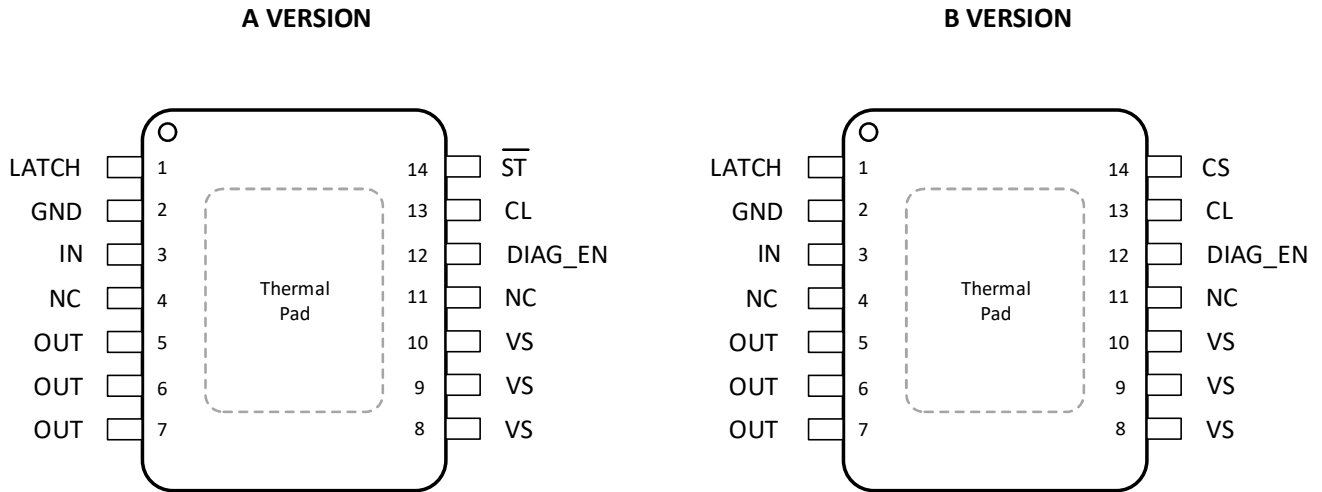 A VERSION
LATCH 1 14 S̅T̅
GND 2 13 CL
IN 3 12 DIAG_EN
NC 4 11 NC
OUT 5 10 VS
OUT 6 9 VS
OUT 7 8 VS
Thermal
Pad
B VERSION
LATCH 1 14 CS
GND 2 13 CL
IN 3 12 DIAG_EN
NC 4 11 NC
OUT 5 10 VS
OUT 6 9 VS
OUT 7 8 VS
Thermal
Pad